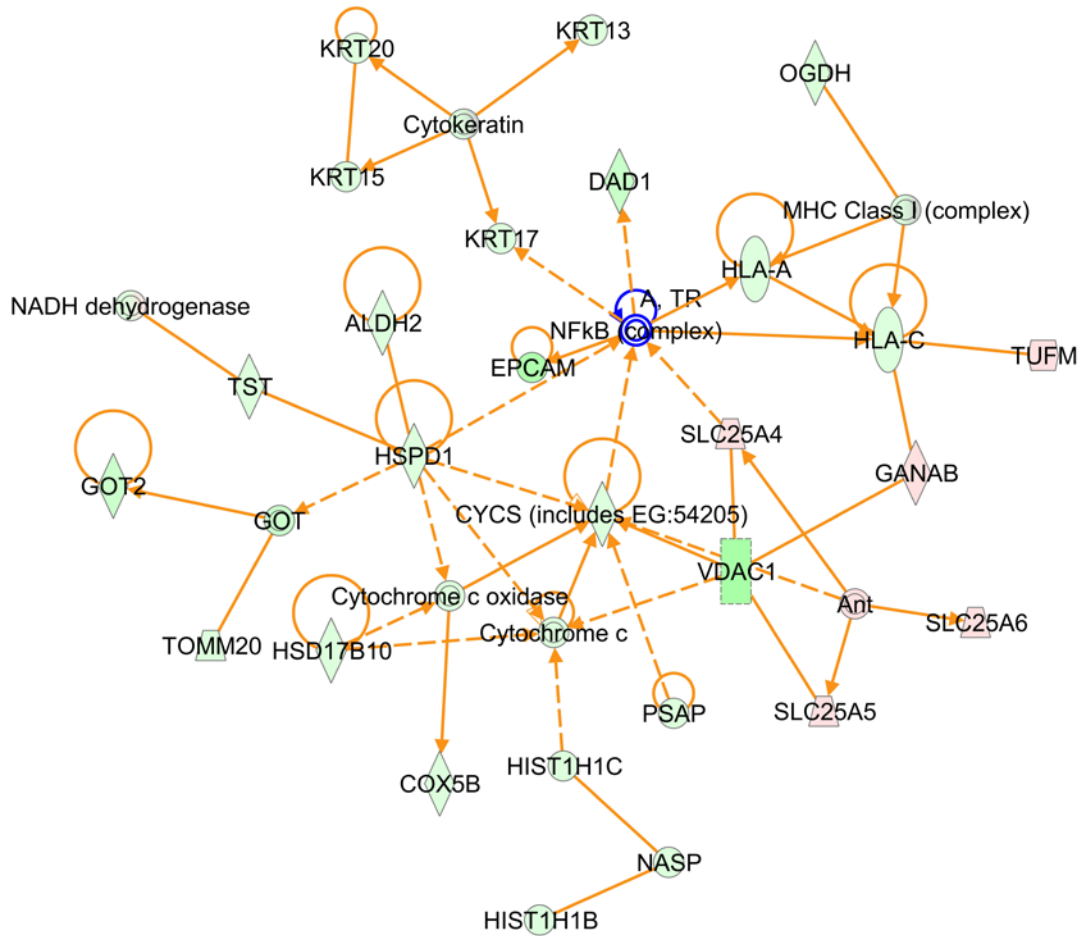 KRT13
KRT20
OGDH
Cytokeratin
KRT15
DAD1
MHC Class I (complex)
KRT17
HLA-A
NADH dehydrogenase
A, TR
ALDH2
NFkB (complex)
HLA-C
TUFM
EPCAM
TST
SLC25A4
HSPD1
GANAB
GOT2
CYCS (includes EG:54205)
GOT
VDAC1
Cytochrome c oxidase
Ant
SLC25A6
Cytochrome c
TOMM20
HSD17B10
PSAP
SLC25A5
HIST1H1C
COX5B
NASP
HIST1H1B